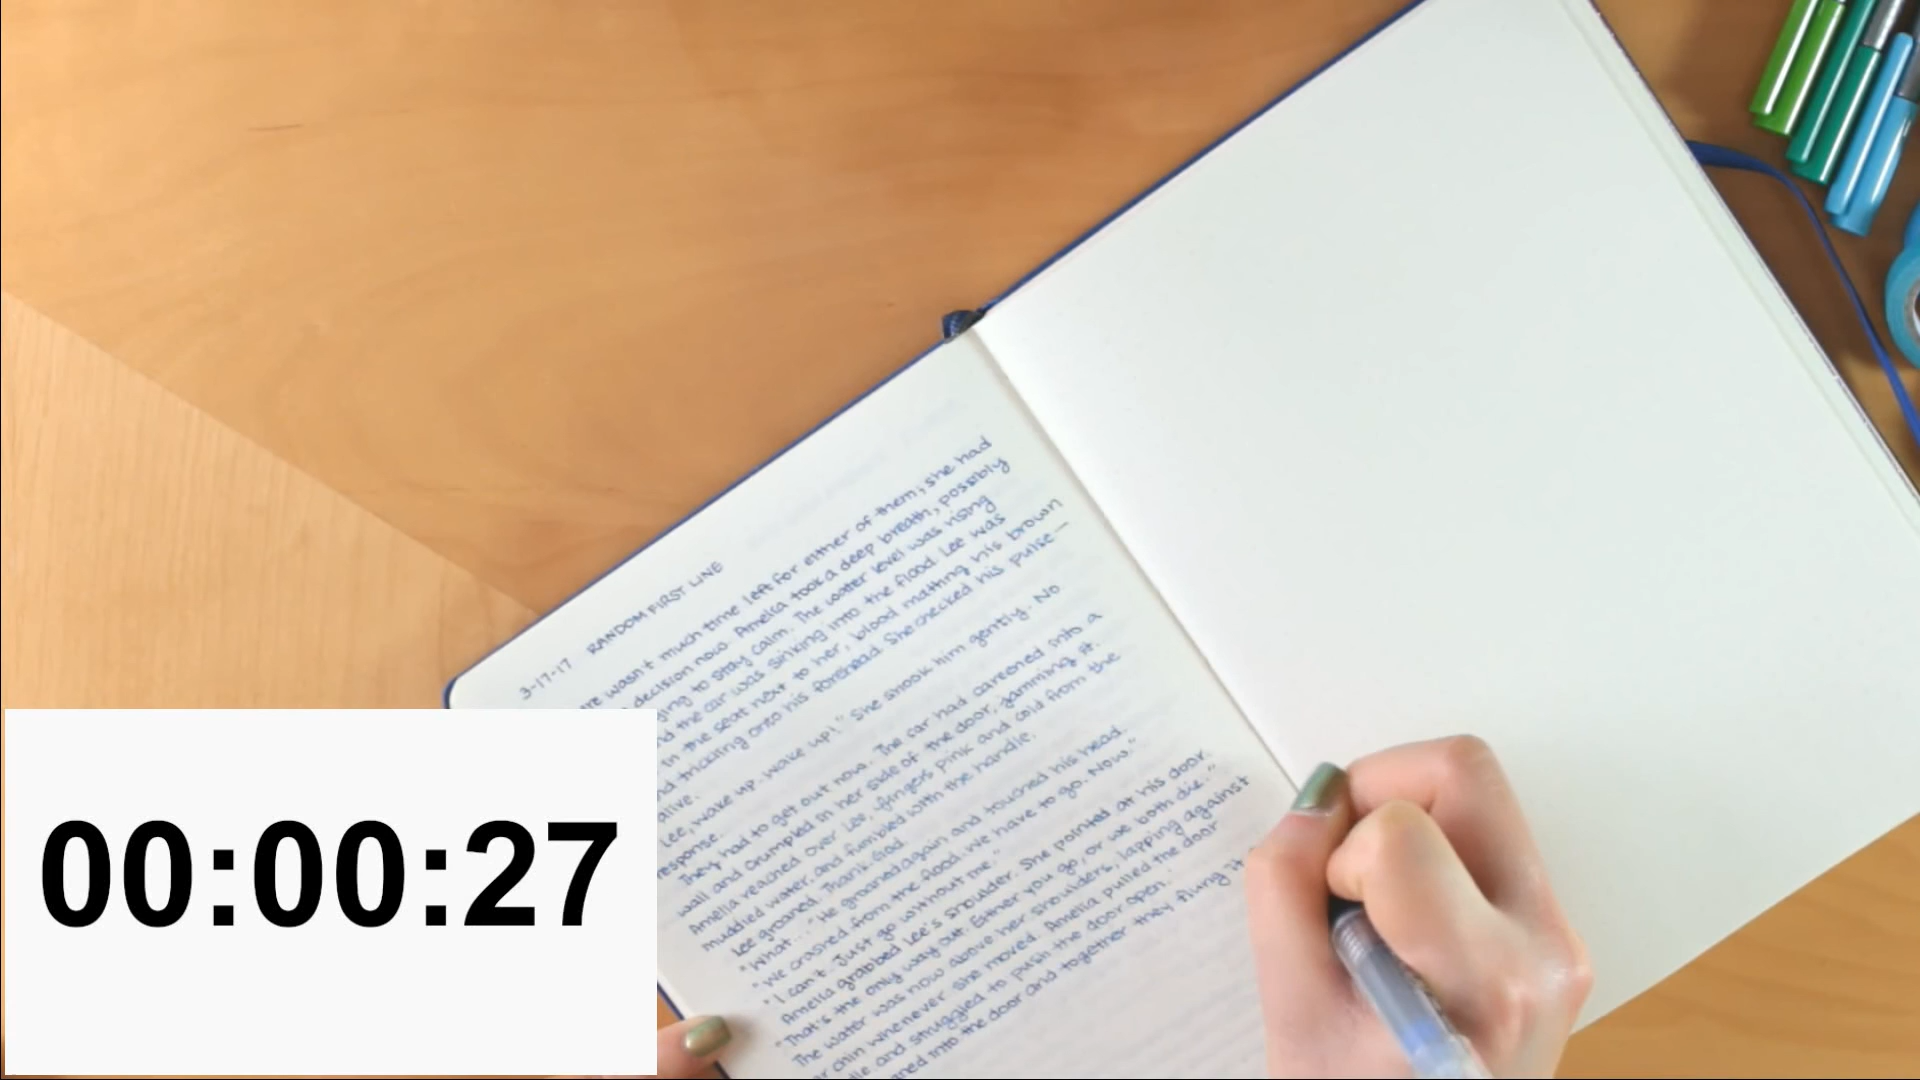 3-17-17 RANDOM FIRST LINE
ere wasn't much time left for either of them; she had
decision now. Amelia took a deep breath, possibly
ying to stay calm. The water level was rising
nd the car was sinking into the flood. Lee was
in the seat next to her, blood matting his brown
nd trickling onto his forehead. She checked his pulse—
alive.
Lee, wake up. Wake up!" She shook him gently. No
response.
They had to get out now. The car had careened into a
wall and crumpled in her side of the door, jamming it.
Amelia reached over Lee, fingers pink and cold from the
muddied water, and fumbled with the handle.
Lee groaned. Thank God.
"What..." He groaned again and touched his head.
"We crashed from the flood. We have to go. Now."
"I can't. Just go without me."
Amelia grabbed Lee's shoulder. She pointed at his door.
"That's the only way out. Either you go, or we both die."
The water was now above her shoulders, lapping against
r chin whenever she moved. Amelia pulled the door
dle and struggled to push the door open.
ned into the door and together they flung it
00:00:27